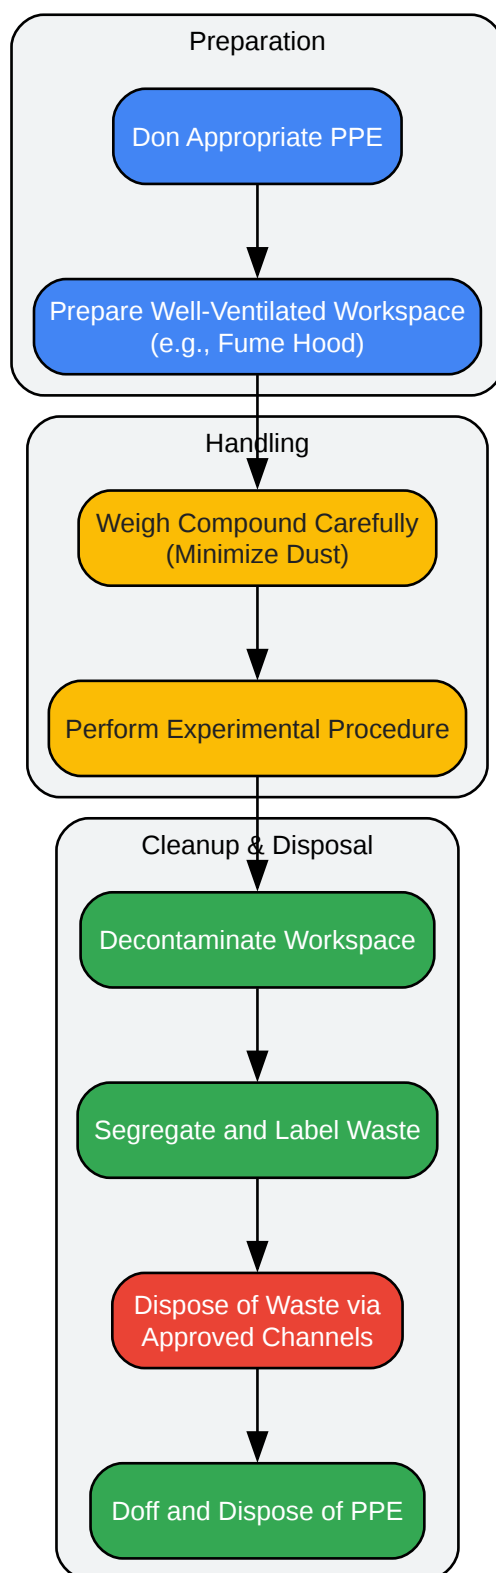 Preparation
Don Appropriate PPE
Prepare Well-Ventilated Workspace
(e.g., Fume Hood)
Handling
Weigh Compound Carefully
(Minimize Dust)
Perform Experimental Procedure
Cleanup & Disposal
Decontaminate Workspace
Segregate and Label Waste
Dispose of Waste via
Approved Channels
Doff and Dispose of PPE